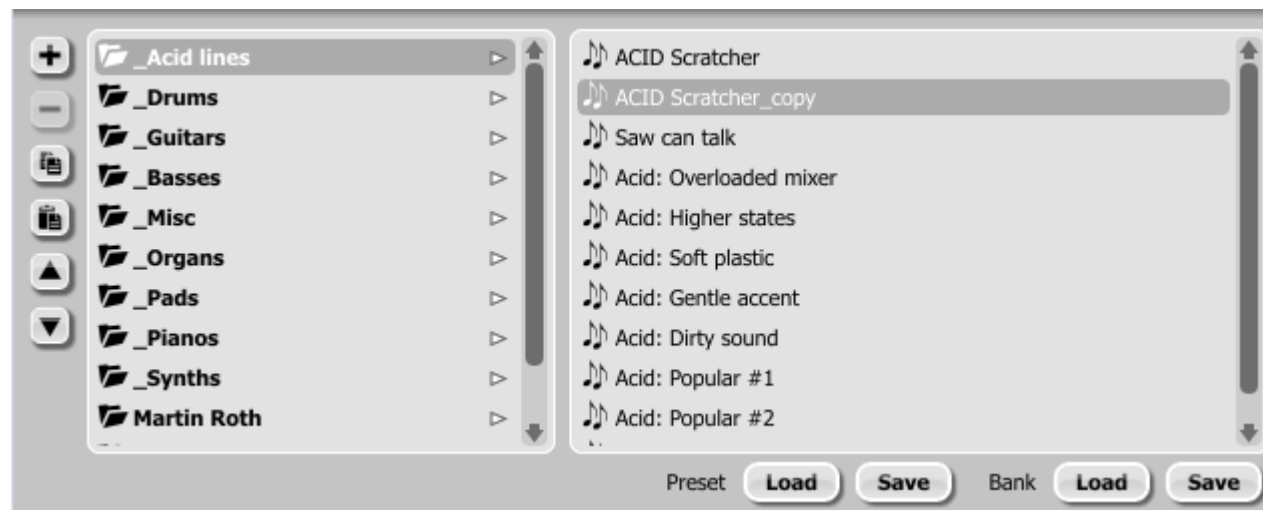 _Acid lines
_Drums
_Guitars
_Basses
_Misc
_Organs
_Pads
_Pianos
_Synths
Martin Roth
ACID Scratcher
ACID Scratcher_copy
Saw can talk
Acid: Overloaded mixer
Acid: Higher states
Acid: Soft plastic
Acid: Gentle accent
Acid: Dirty sound
Acid: Popular #1
Acid: Popular #2
Preset Load Save Bank Load Save